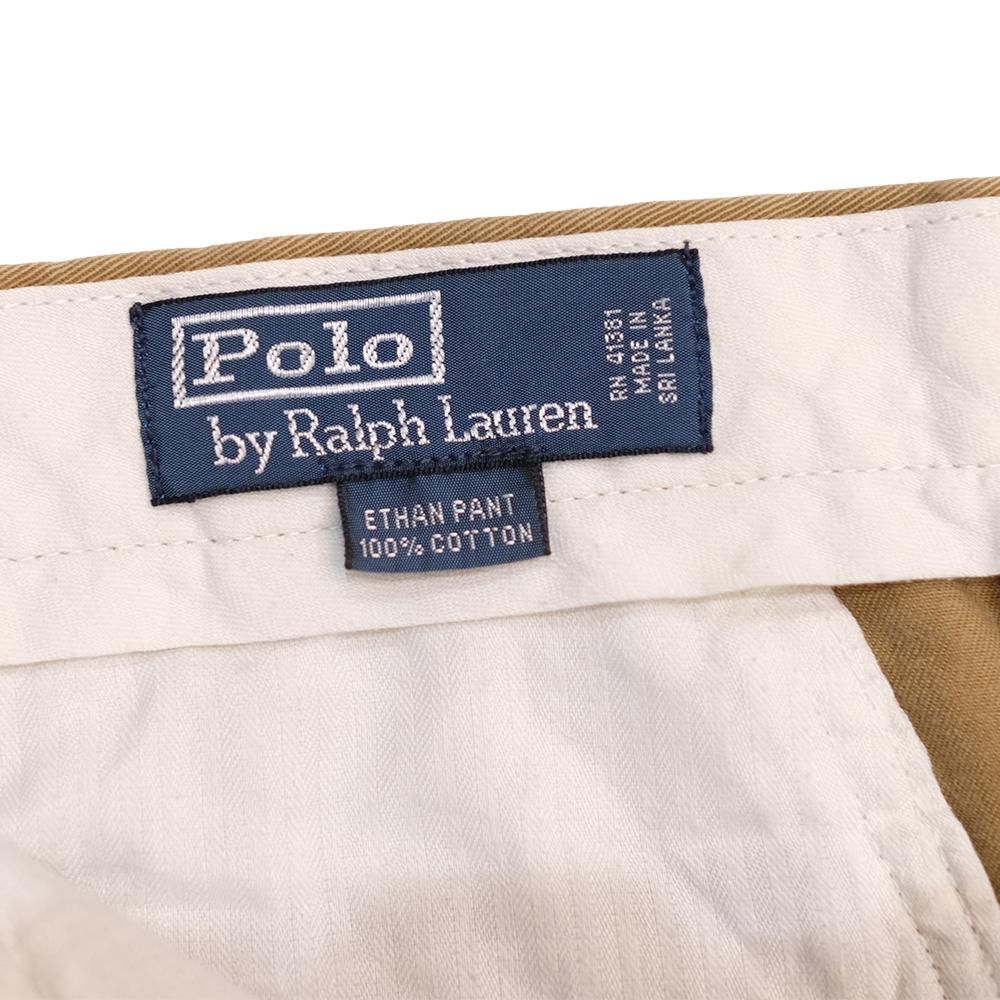 Polo
by Ralph Lauren
RN 41381
MADE IN
SRI LANKA
ETHAN PANT
100% COTTON